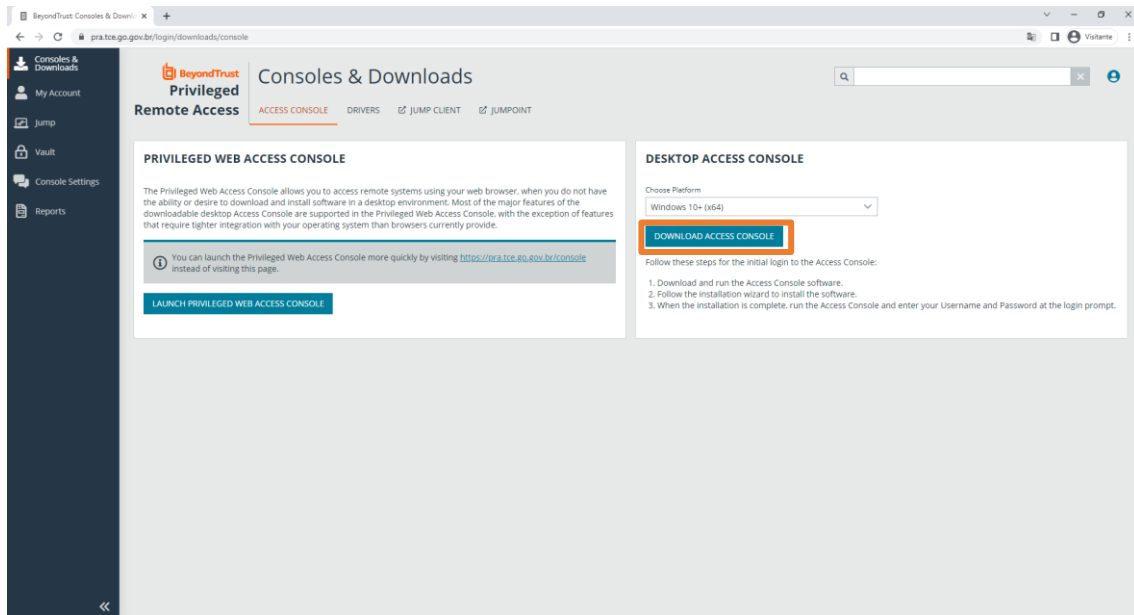 BeyondTrust Consoles & Downlo
pra.tce.go.gov.br/login/downloads/console
Visitante
Consoles &
Downloads
My Account
Jump
Vault
Console Settings
Reports
BeyondTrust
Privileged
Remote Access
Consoles & Downloads
ACCESS CONSOLE
DRIVERS
JUMP CLIENT
JUMPOINT
PRIVILEGED WEB ACCESS CONSOLE
The Privileged Web Access Console allows you to access remote systems using your web browser, when you do not have
the ability or desire to download and install software in a desktop environment. Most of the major features of the
downloadable desktop Access Console are supported in the Privileged Web Access Console, with the exception of features
that require tighter integration with your operating system than browsers currently provide.
You can launch the Privileged Web Access Console more quickly by visiting https://pra.tce.go.gov.br/console
instead of visiting this page.
LAUNCH PRIVILEGED WEB ACCESS CONSOLE
DESKTOP ACCESS CONSOLE
Choose Platform
Windows 10+ (x64)
DOWNLOAD ACCESS CONSOLE
Follow these steps for the initial login to the Access Console:
1. Download and run the Access Console software.
2. Follow the installation wizard to install the software.
3. When the installation is complete, run the Access Console and enter your Username and Password at the login prompt.